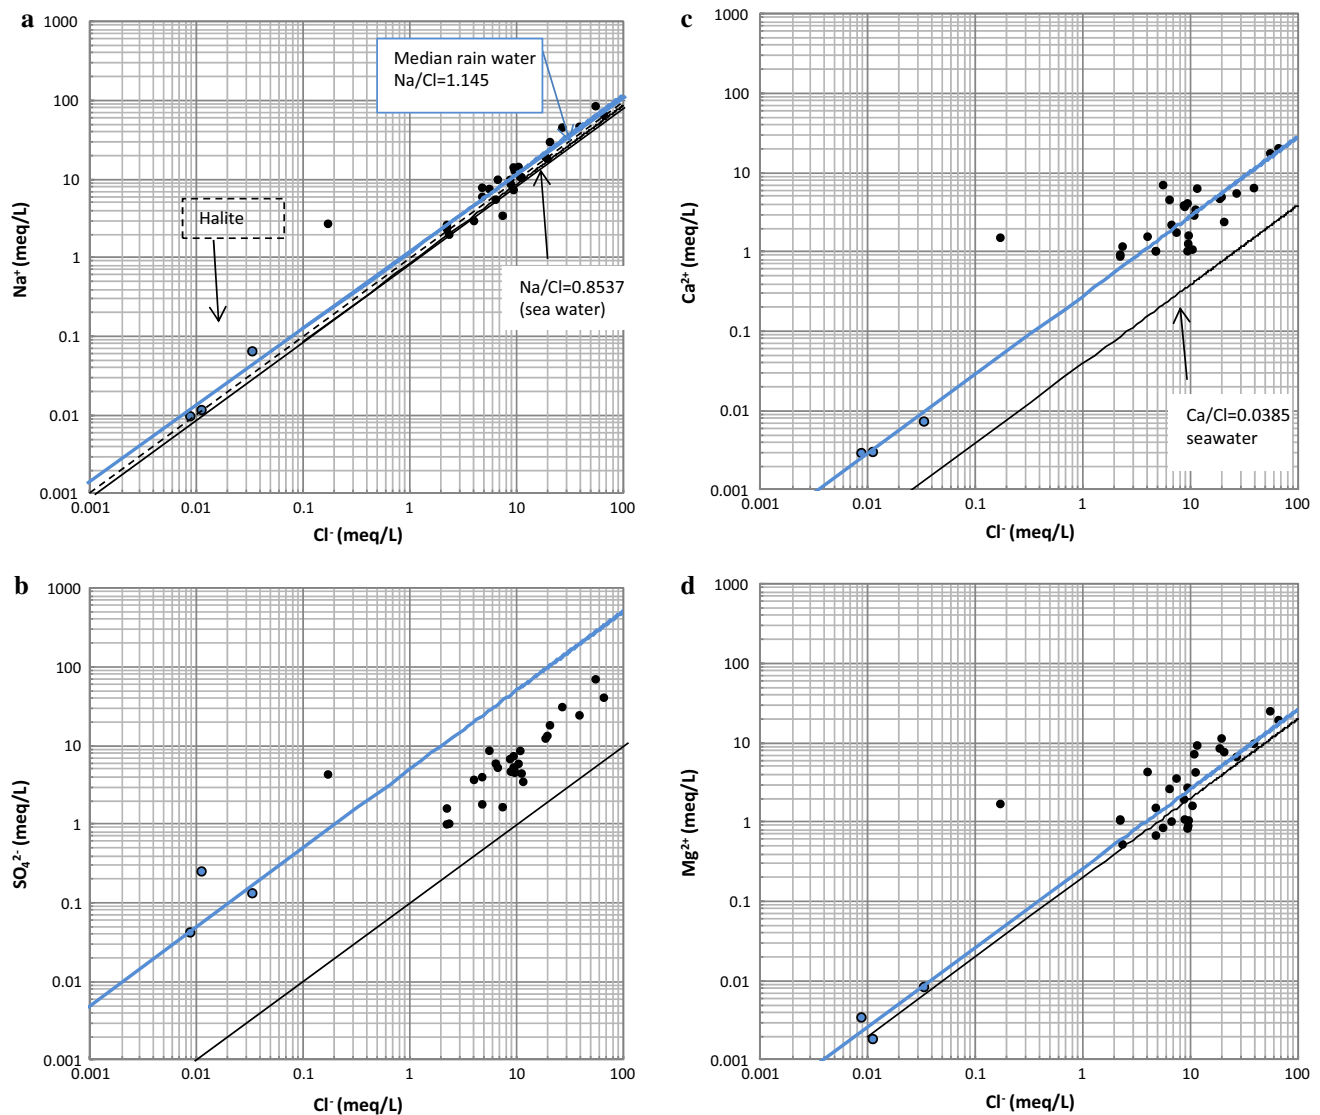 a
1000
100
10
1
0.1
0.01
0.001
Na⁺ (meq/L)
Median rain water
Na/Cl=1.145
Halite
Na/Cl=0.8537
(sea water)
0.001 0.01 0.1 1 10 100
Cl⁻ (meq/L)
c
1000
100
10
1
0.1
0.01
0.001
Ca²⁺ (meq/L)
Ca/Cl=0.0385
seawater
0.001 0.01 0.1 1 10 100
Cl⁻ (meq/L)
b
1000
100
10
1
0.1
0.01
0.001
SO₄²⁻ (meq/L)
0.001 0.01 0.1 1 10 100
Cl⁻ (meq/L)
d
1000
100
10
1
0.1
0.01
0.001
Mg²⁺ (meq/L)
0.001 0.01 0.1 1 10 100
Cl⁻ (meq/L)